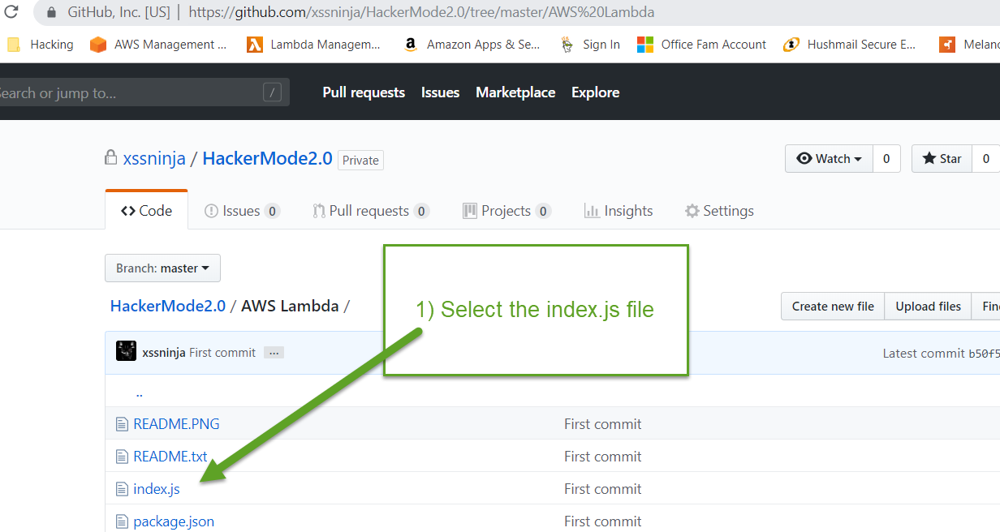 GitHub, Inc. [US] | https://github.com/xssninja/HackerMode2.0/tree/master/AWS%20Lambda
Hacking AWS Management ... Lambda Managem... Amazon Apps & Se... Sign In Office Fam Account Hushmail Secure E...
Search or jump to... / Pull requests Issues Marketplace Explore
xssninja / HackerMode2.0 Private Watch 0 Star 0
Code Issues 0 Pull requests 0 Projects 0 Insights Settings
Branch: master
1) Select the index.js file
HackerMode2.0 / AWS Lambda / Create new file Upload files
xssninja First commit ... Latest commit b50f5
..
README.PNG First commit
README.txt First commit
index.js First commit
package.json First commit